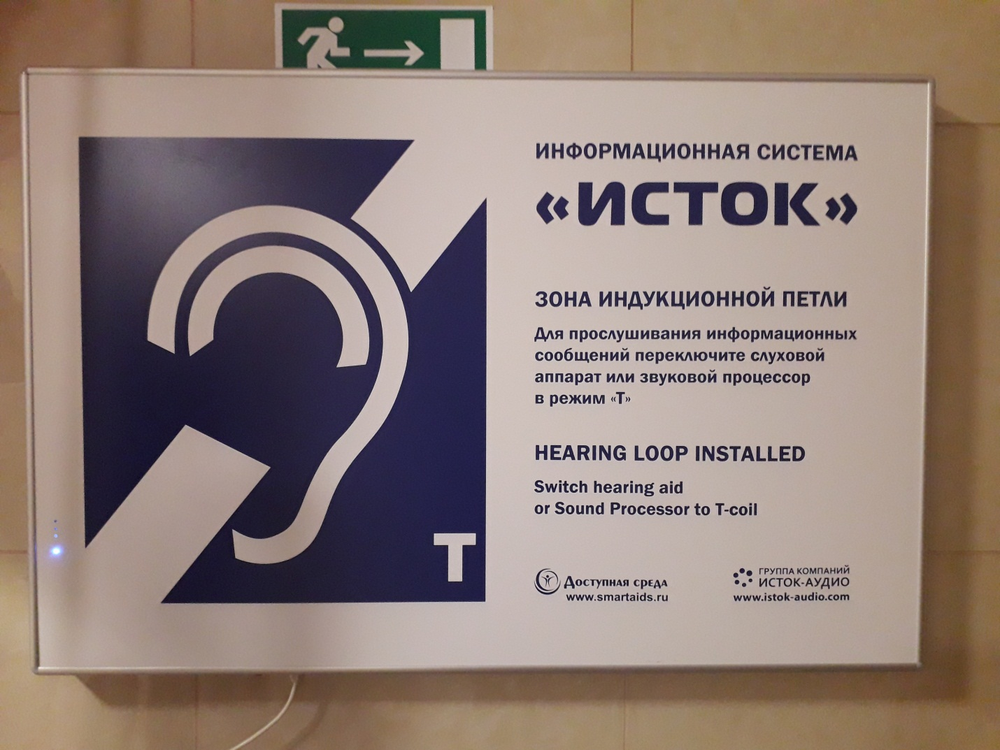 ИНФОРМАЦИОННАЯ СИСТЕМА
«ИСТОК»
ЗОНА ИНДУКЦИОННОЙ ПЕТЛИ
Для прослушивания информационных
сообщений переключите слуховой
аппарат или звуковой процессор
в режим «Т»
HEARING LOOP INSTALLED
Switch hearing aid
or Sound Processor to T-coil
T
Доступная среда
www.smartaids.ru
ГРУППА КОМПАНИЙ
ИСТОК-АУДИО
www.istok-audio.com